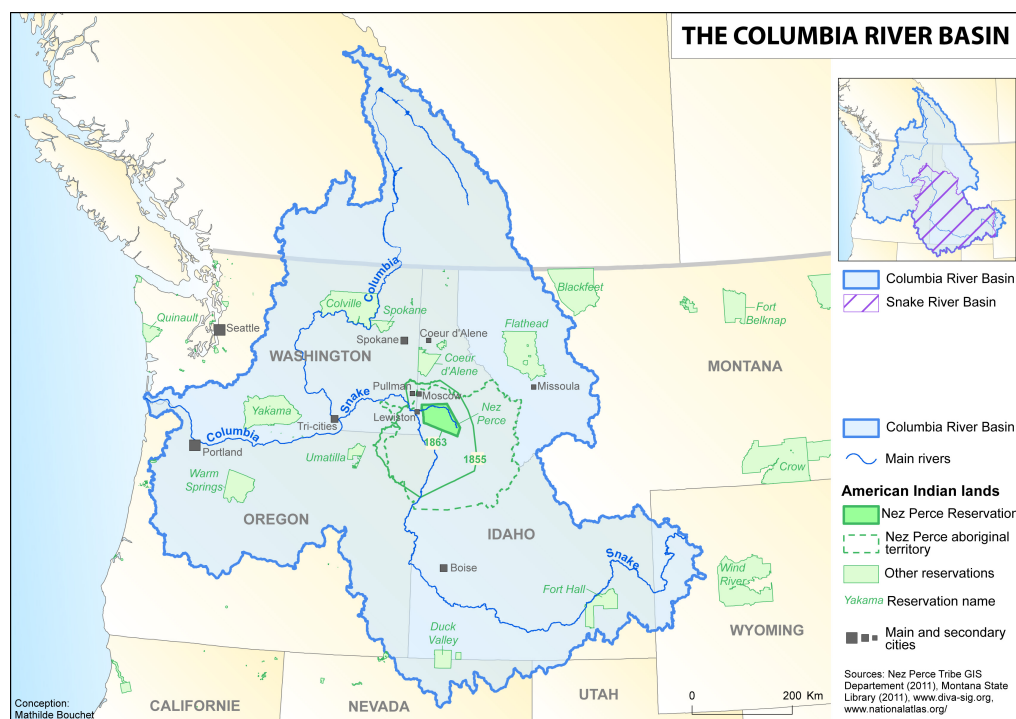 THE COLUMBIA RIVER BASIN
Columbia
Blackfeet
Colville
Spokane
Fort
Belknap
Quinault
Seattle
Flathead
Spokane
Coeur d'Alene
WASHINGTON
Coeur
d'Alene
MONTANA
Pullman
Moscow
Missoula
Snake
Yakama
Lewiston
Nez
Perce
Tri-cities
Columbia
1863
Portland
Umatilla
1855
Crow
Warm
Springs
OREGON
IDAHO
Snake
Boise
Wind
River
Fort Hall
Duck
Valley
WYOMING
UTAH
0
200 Km
CALIFORNIE
NEVADA
Conception:
Mathilde Bouchet
Columbia River Basin
Snake River Basin
Columbia River Basin
Main rivers
American Indian lands
Nez Perce Reservation
Nez Perce aboriginal
territory
Other reservations
Yakama Reservation name
Main and secondary
cities
Sources: Nez Perce Tribe GIS
Departement (2011), Montana State
Library (2011), www.diva-sig.org,
www.nationalatlas.org/